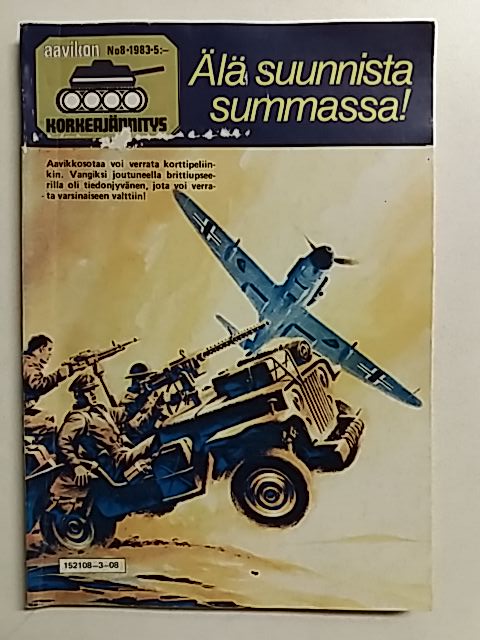 aavikon No8·1983·5:–
KORKEAJÄNNITYS
Älä suunnista
summassa!
Aavikkosotaa voi verrata korttipeliin-
kin. Vangiksi joutuneella brittiupsee-
rilla oli tiedonjyvänen, jota voi verra-
ta varsinaiseen valttiin!
152108–3–08